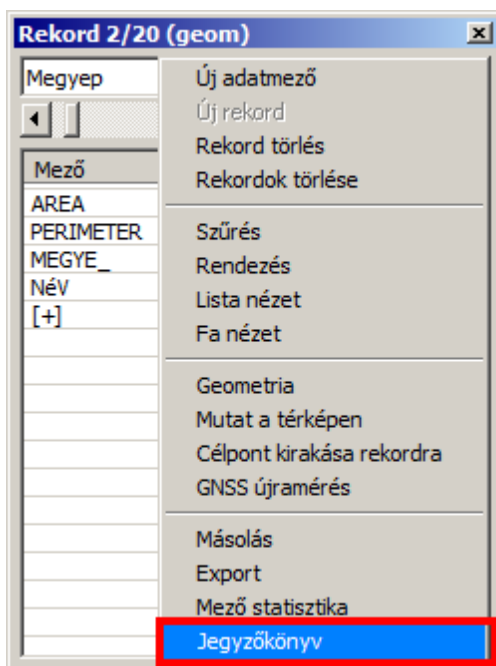 Rekord 2/20 (geom)
Megyep
Mező
AREA
PERIMETER
MEGYE_
NéV
[+]
Új adatmező
Új rekord
Rekord törlés
Rekordok törlése
Szűrés
Rendezés
Lista nézet
Fa nézet
Geometria
Mutat a térképen
Célpont kirakása rekordra
GNSS újramérés
Másolás
Export
Mező statisztika
Jegyzőkönyv